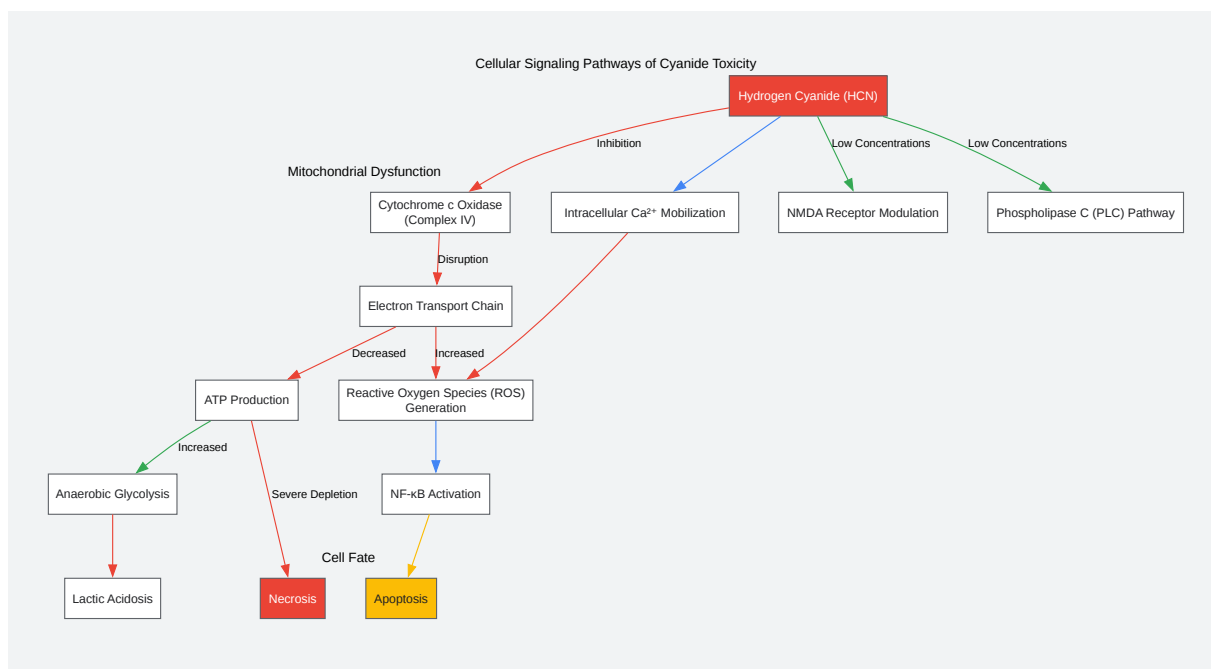 Cellular Signaling Pathways of Cyanide Toxicity
Hydrogen Cyanide (HCN)
Inhibition
Low Concentrations
Low Concentrations
Mitochondrial Dysfunction
Cytochrome c Oxidase
(Complex IV)
Intracellular Ca²⁺ Mobilization
NMDA Receptor Modulation
Phospholipase C (PLC) Pathway
Disruption
Electron Transport Chain
Decreased
Increased
ATP Production
Reactive Oxygen Species (ROS)
Generation
Increased
Anaerobic Glycolysis
Severe Depletion
NF-κB Activation
Cell Fate
Lactic Acidosis
Necrosis
Apoptosis